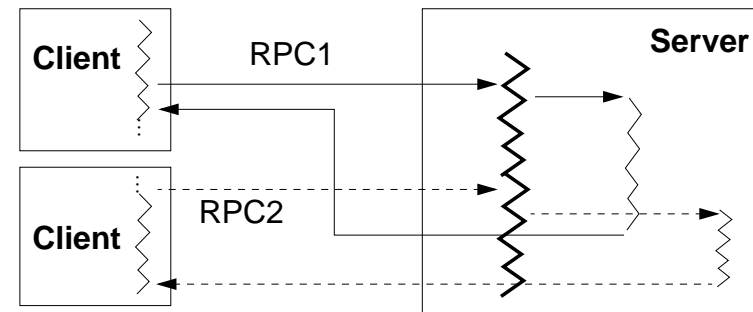 Client
RPC1
Server
RPC2
Client